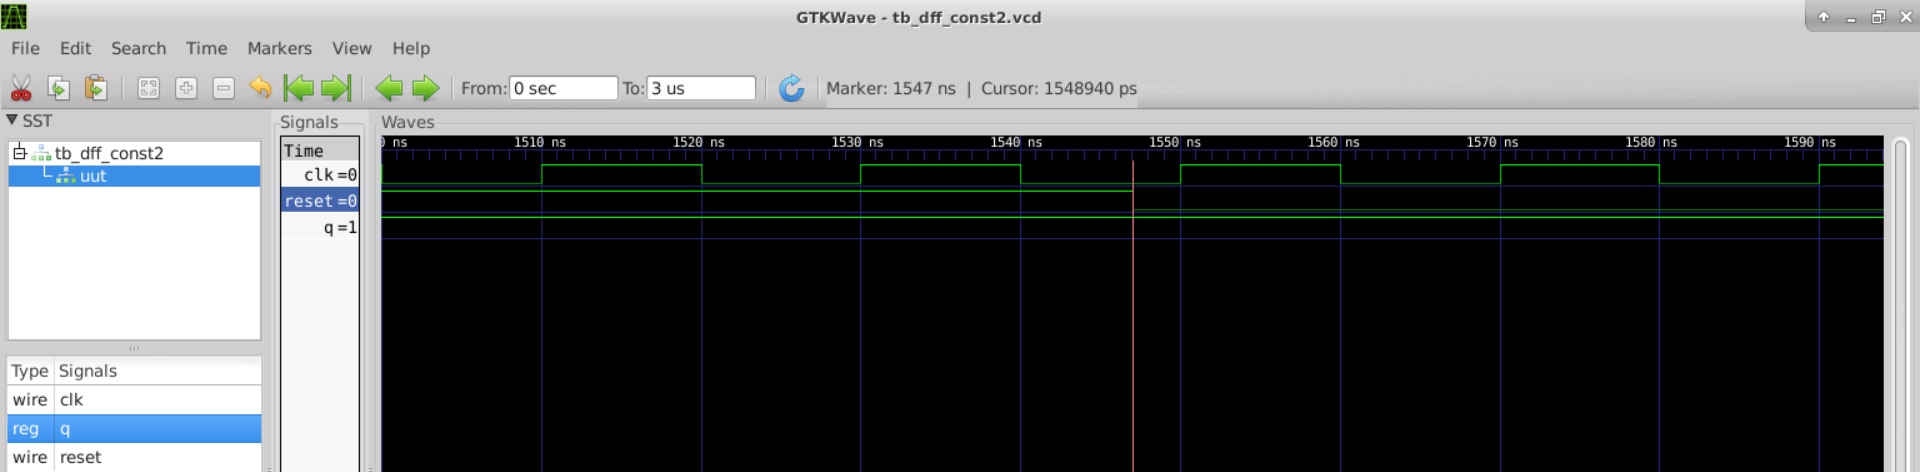 GTKWave - tb_dff_const2.vcd
File Edit Search Time Markers View Help
From: 0 sec To: 3 us Marker: 1547 ns | Cursor: 1548940 ps
SST
tb_dff_const2
uut
Type Signals
wire clk
reg q
wire reset
Signals
Time
clk =0
reset =0
q =1
Waves
0 ns 1510 ns 1520 ns 1530 ns 1540 ns 1550 ns 1560 ns 1570 ns 1580 ns 1590 ns